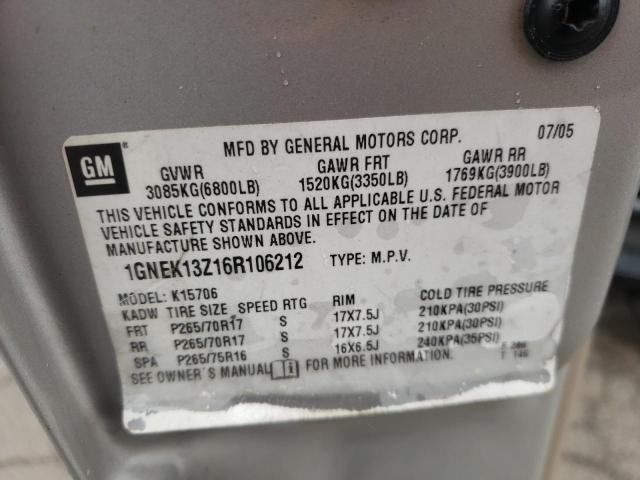 MFD BY GENERAL MOTORS CORP. 07/05
GM
GVWR GAWR FRT GAWR RR
3085KG(6800LB) 1520KG(3350LB) 1769KG(3900LB)
THIS VEHICLE CONFORMS TO ALL APPLICABLE U.S. FEDERAL MOTOR
VEHICLE SAFETY STANDARDS IN EFFECT ON THE DATE OF
MANUFACTURE SHOWN ABOVE.
1GNEK13Z16R106212 TYPE: M.P.V.
MODEL: K15706
KADW TIRE SIZE SPEED RTG RIM COLD TIRE PRESSURE
FRT P265/70R17 S 17X7.5J 210KPA(30PSI)
RR P265/70R17 S 17X7.5J 210KPA(30PSI)
SPA P265/75R16 S 16X6.5J 240KPA(35PSI)
SEE OWNER'S MANUAL FOR MORE INFORMATION.